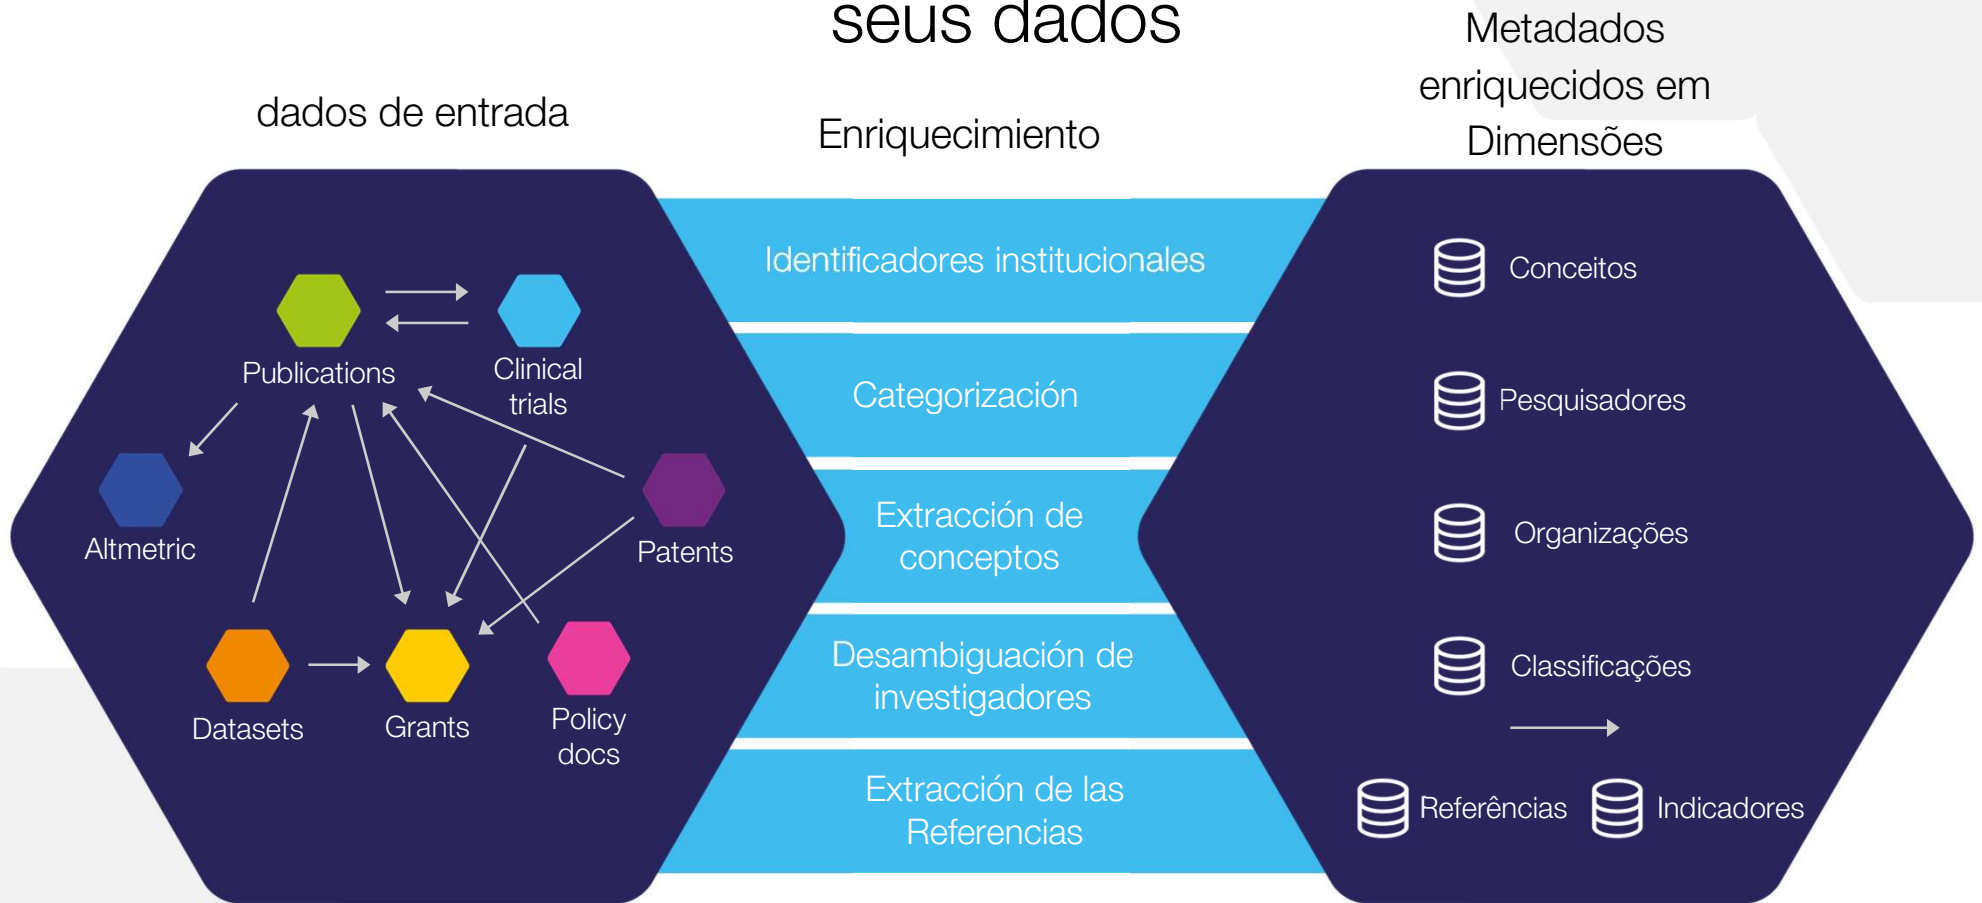 seus dados
dados de entrada
Enriquecimiento
Metadados
enriquecidos em
Dimensões
Publications
Clinical
trials
Altmetric
Patents
Datasets
Grants
Policy
docs
Identificadores institucionales
Categorización
Extracción de
conceptos
Desambiguación de
investigadores
Extracción de las
Referencias
Conceitos
Pesquisadores
Organizações
Classificações
Referências
Indicadores